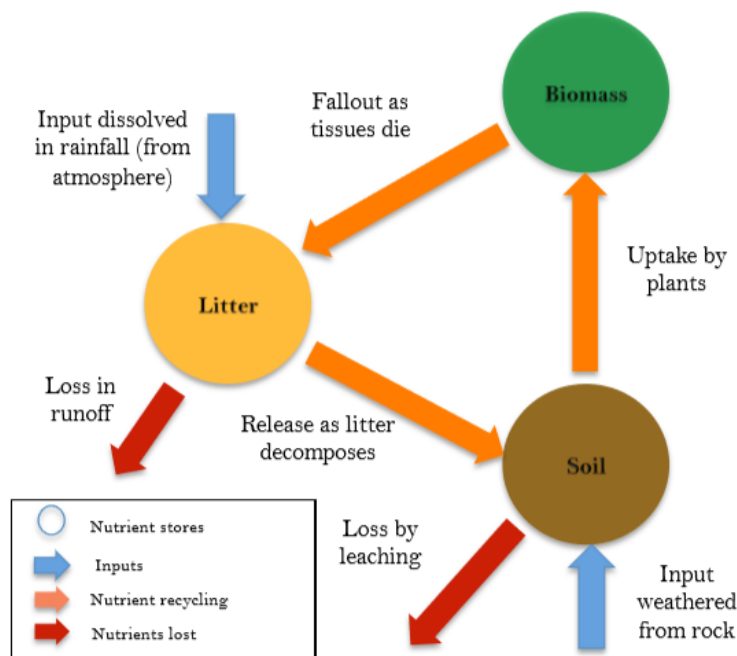 Biomass
Fallout as
tissues die
Input dissolved
in rainfall (from
atmosphere)
Uptake by
plants
Litter
Loss in
runoff
Release as litter
decomposes
Soil
Loss by
leaching
Input
weathered
from rock
Nutrient stores
Inputs
Nutrient recycling
Nutrients lost